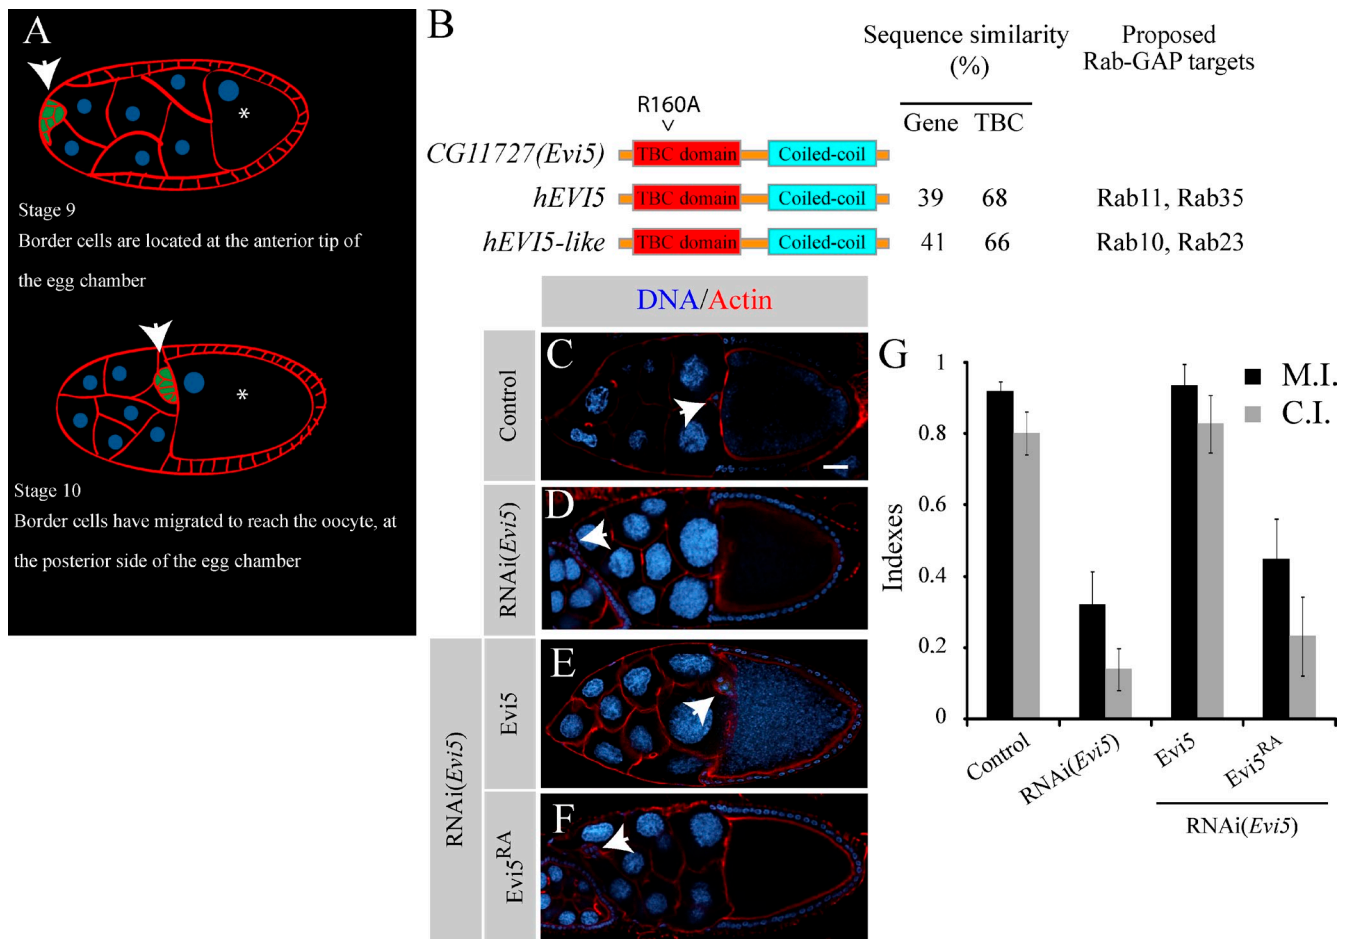 A
Stage 9
Border cells are located at the anterior tip of
the egg chamber
Stage 10
Border cells have migrated to reach the oocyte, at
the posterior side of the egg chamber
*
*
B
Sequence similarity
(%)
Proposed
Rab-GAP targets
R160A
Gene TBC
CG11727(Evi5) TBC domain Coiled-coil
hEVI5 TBC domain Coiled-coil 39 68 Rab11, Rab35
hEVI5-like TBC domain Coiled-coil 41 66 Rab10, Rab23
DNA/Actin
C
Control
D
RNAi(Evi5)
E
Evi5
F
Evi5RA
RNAi(Evi5)
G
M.I.
C.I.
Indexes
1
0.8
0.6
0.4
0.2
0
Control
RNAi(Evi5)
Evi5
Evi5RA
RNAi(Evi5)